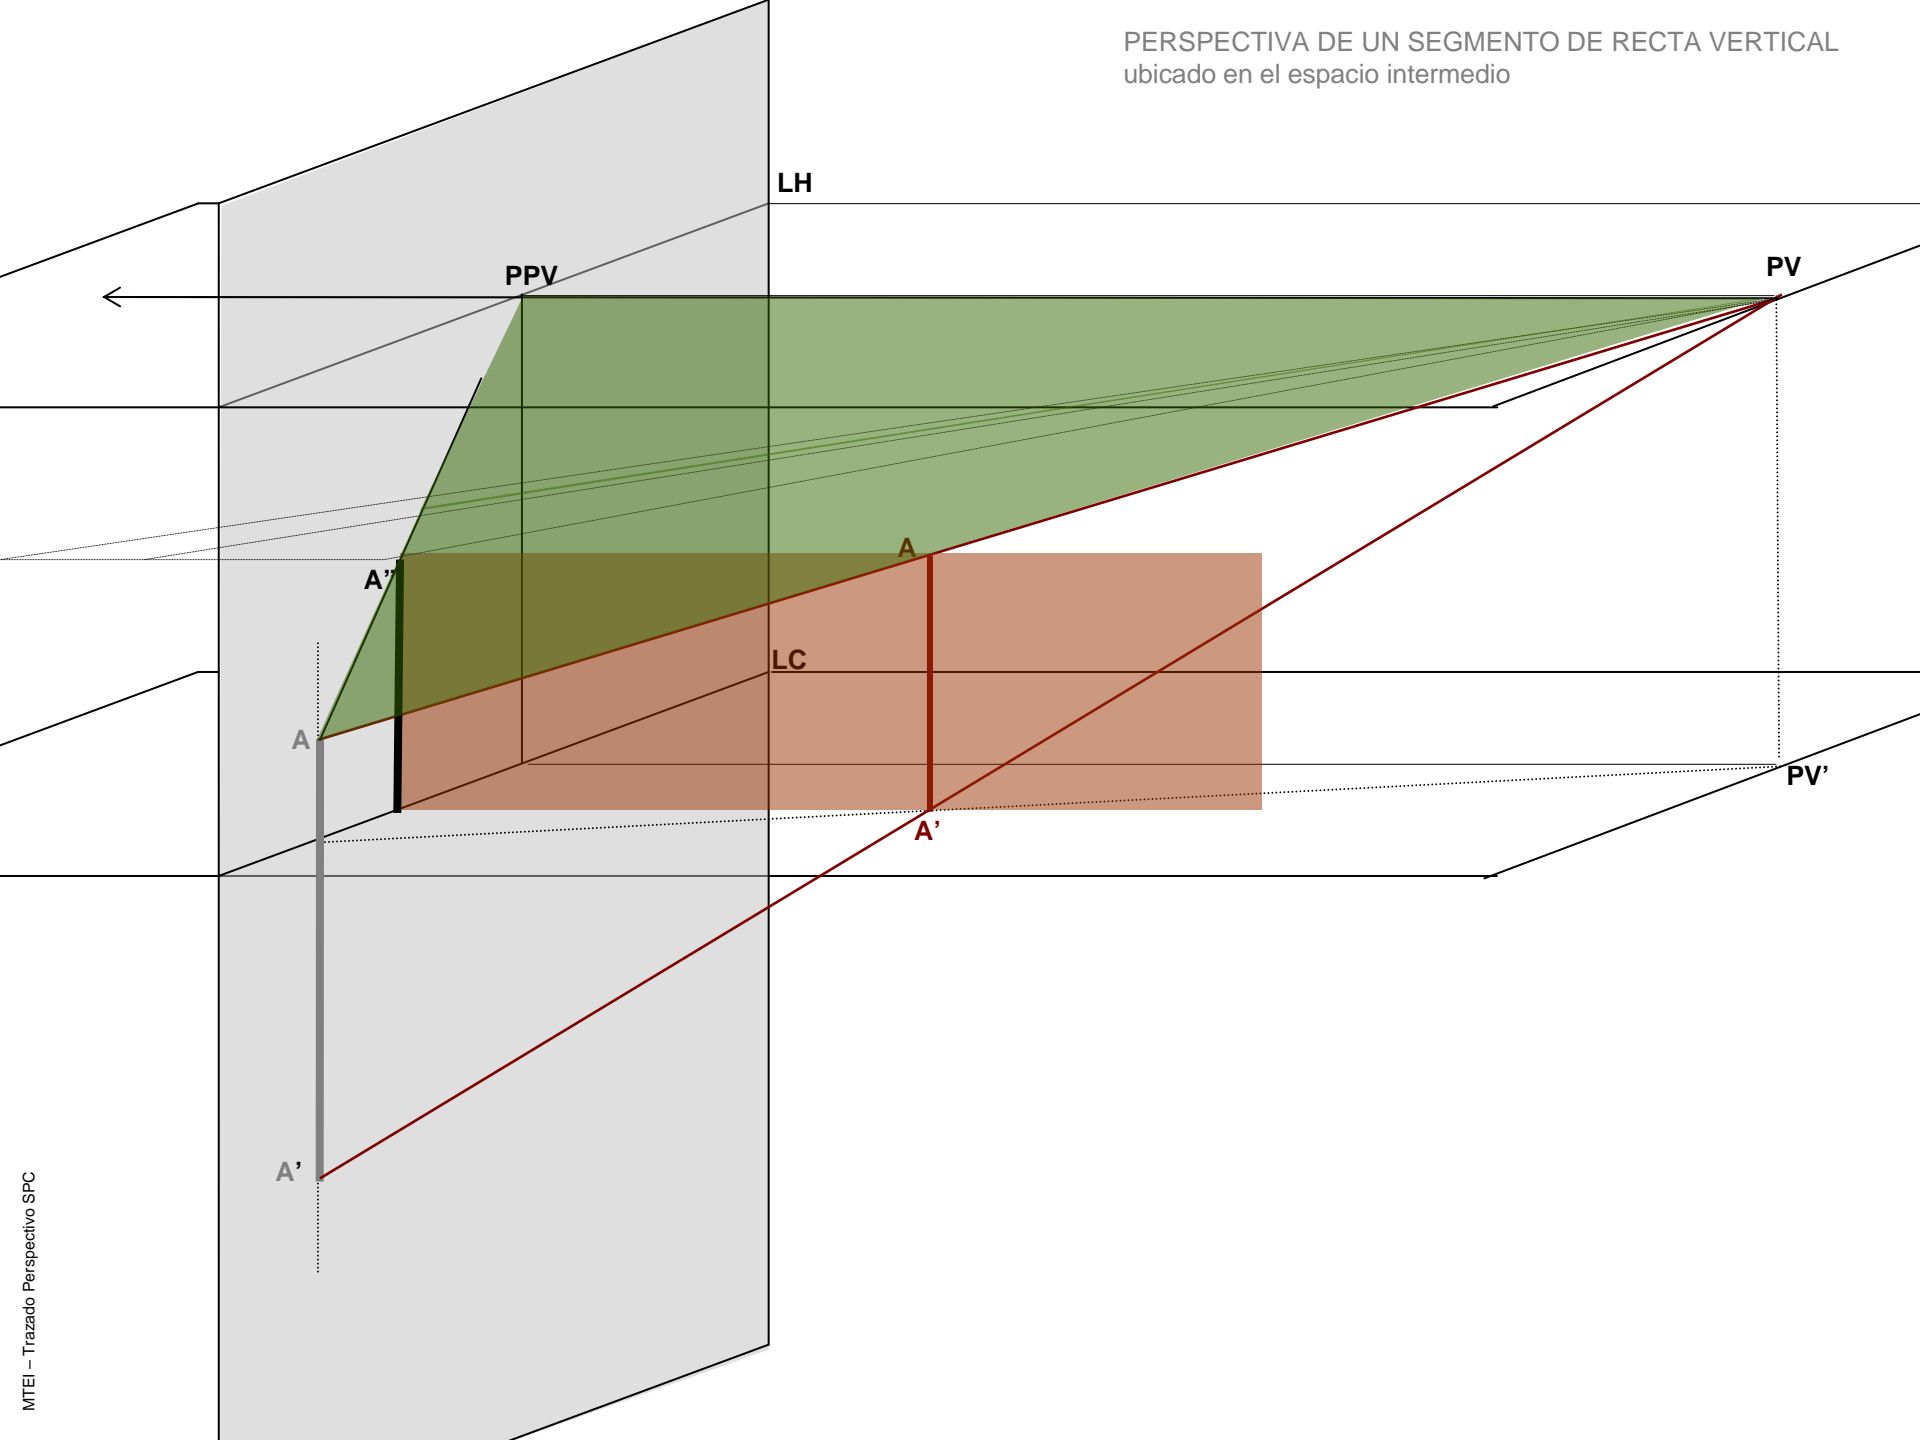 PERSPECTIVA DE UN SEGMENTO DE RECTA VERTICAL
ubicado en el espacio intermedio
LH
PPV
PV
A
A”
LC
A
PV’
A’
A’
MTEI – Trazado Perspectivo SPC